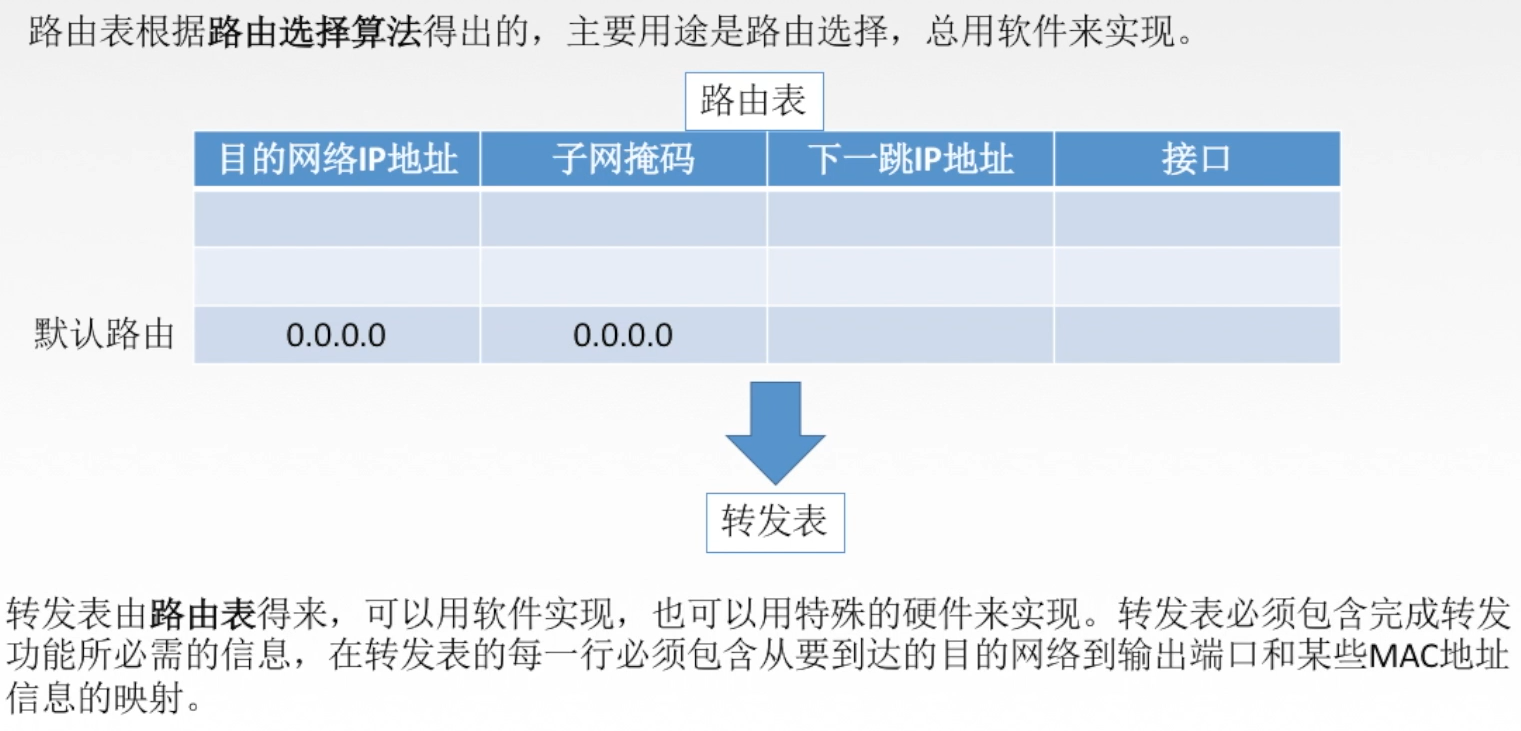 路由表根据路由选择算法得出的，主要用途是路由选择，总用软件来实现。
路由表
目的网络IP地址 子网掩码 下一跳IP地址 接口
默认路由 0.0.0.0 0.0.0.0
转发表
转发表由路由表得来，可以用软件实现，也可以用特殊的硬件来实现。转发表必须包含完成转发
功能所必需的信息，在转发表的每一行必须包含从要到达的目的网络到输出端口和某些MAC地址
信息的映射。